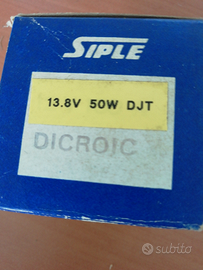 SIPLE
13.8V 50W DJT
DICROIC
subito